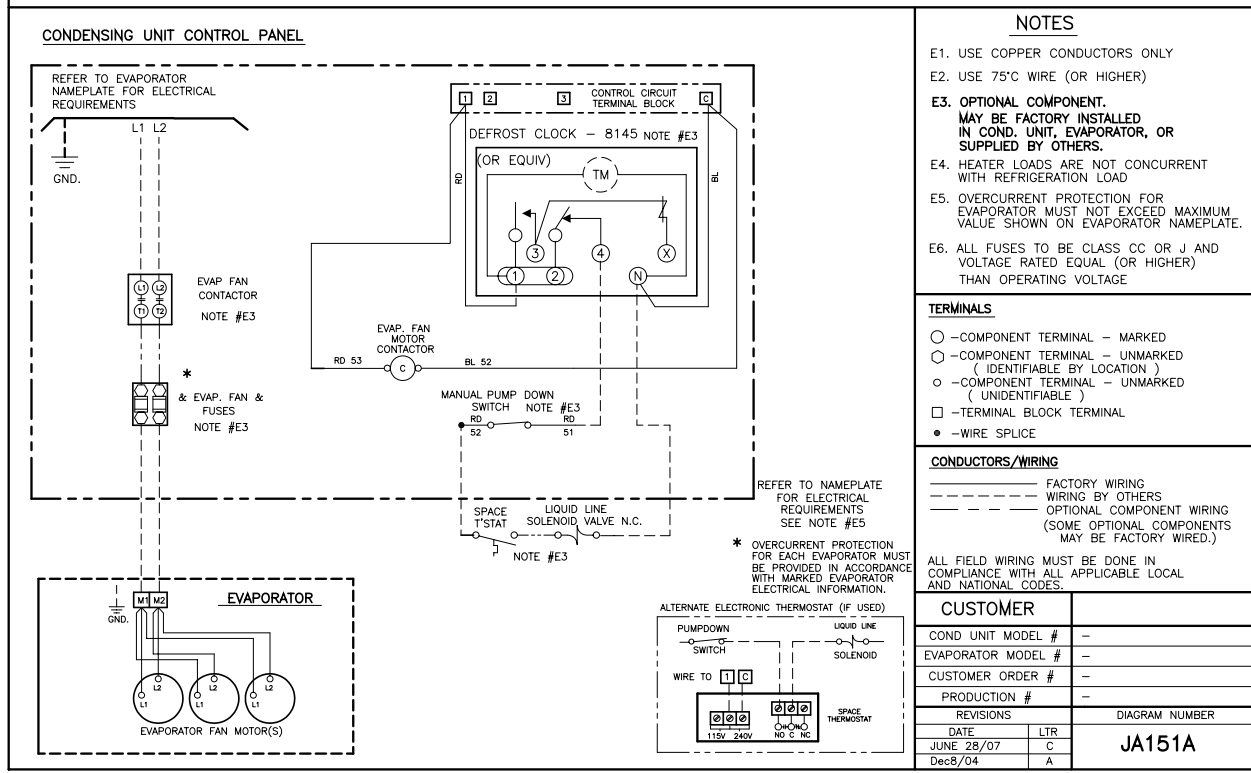 CONDENSING UNIT CONTROL PANEL
REFER TO EVAPORATOR
NAMEPLATE FOR ELECTRICAL
REQUIREMENTS
L1 L2
GND.
1 2 3 C
CONTROL CIRCUIT
TERMINAL BLOCK
DEFROST CLOCK – 8145 NOTE #E3
(OR EQUIV)
TM
RD
BL
3 4 X
1 2 N
L1 L2
T1 T2
EVAP FAN
CONTACTOR
NOTE #E3
EVAP. FAN
MOTOR
CONTACTOR
RD 53
C
BL 52
*
& EVAP. FAN &
FUSES
NOTE #E3
MANUAL PUMP DOWN
SWITCH NOTE #E3
RD
52
RD
51
SPACE
T'STAT
LIQUID LINE
SOLENOID VALVE N.C.
NOTE #E3
REFER TO NAMEPLATE
FOR ELECTRICAL
REQUIREMENTS
SEE NOTE #E5
* OVERCURRENT PROTECTION
FOR EACH EVAPORATOR MUST
BE PROVIDED IN ACCORDANCE
WITH MARKED EVAPORATOR
ELECTRICAL INFORMATION.
EVAPORATOR
GND.
M1 M2
L2 L2 L2
L1 L1 L1
EVAPORATOR FAN MOTOR(S)
ALTERNATE ELECTRONIC THERMOSTAT (IF USED)
PUMPDOWN
SWITCH
LIQUID LINE
SOLENOID
WIRE TO 1 C
SPACE
THERMOSTAT
115V 240V
NO C NC
NOTES
E1. USE COPPER CONDUCTORS ONLY
E2. USE 75°C WIRE (OR HIGHER)
E3. OPTIONAL COMPONENT.
MAY BE FACTORY INSTALLED
IN COND. UNIT, EVAPORATOR, OR
SUPPLIED BY OTHERS.
E4. HEATER LOADS ARE NOT CONCURRENT
WITH REFRIGERATION LOAD
E5. OVERCURRENT PROTECTION FOR
EVAPORATOR MUST NOT EXCEED MAXIMUM
VALUE SHOWN ON EVAPORATOR NAMEPLATE.
E6. ALL FUSES TO BE CLASS CC OR J AND
VOLTAGE RATED EQUAL (OR HIGHER)
THAN OPERATING VOLTAGE
TERMINALS
–COMPONENT TERMINAL – MARKED
–COMPONENT TERMINAL – UNMARKED
( IDENTIFIABLE BY LOCATION )
–COMPONENT TERMINAL – UNMARKED
( UNIDENTIFIABLE )
–TERMINAL BLOCK TERMINAL
–WIRE SPLICE
CONDUCTORS/WIRING
FACTORY WIRING
WIRING BY OTHERS
OPTIONAL COMPONENT WIRING
(SOME OPTIONAL COMPONENTS
MAY BE FACTORY WIRED.)
ALL FIELD WIRING MUST BE DONE IN
COMPLIANCE WITH ALL APPLICABLE LOCAL
AND NATIONAL CODES.
CUSTOMER
COND UNIT MODEL # –
EVAPORATOR MODEL # –
CUSTOMER ORDER # –
PRODUCTION # –
REVISIONS
DIAGRAM NUMBER
DATE LTR
JUNE 28/07 C
Dec8/04 A
JA151A